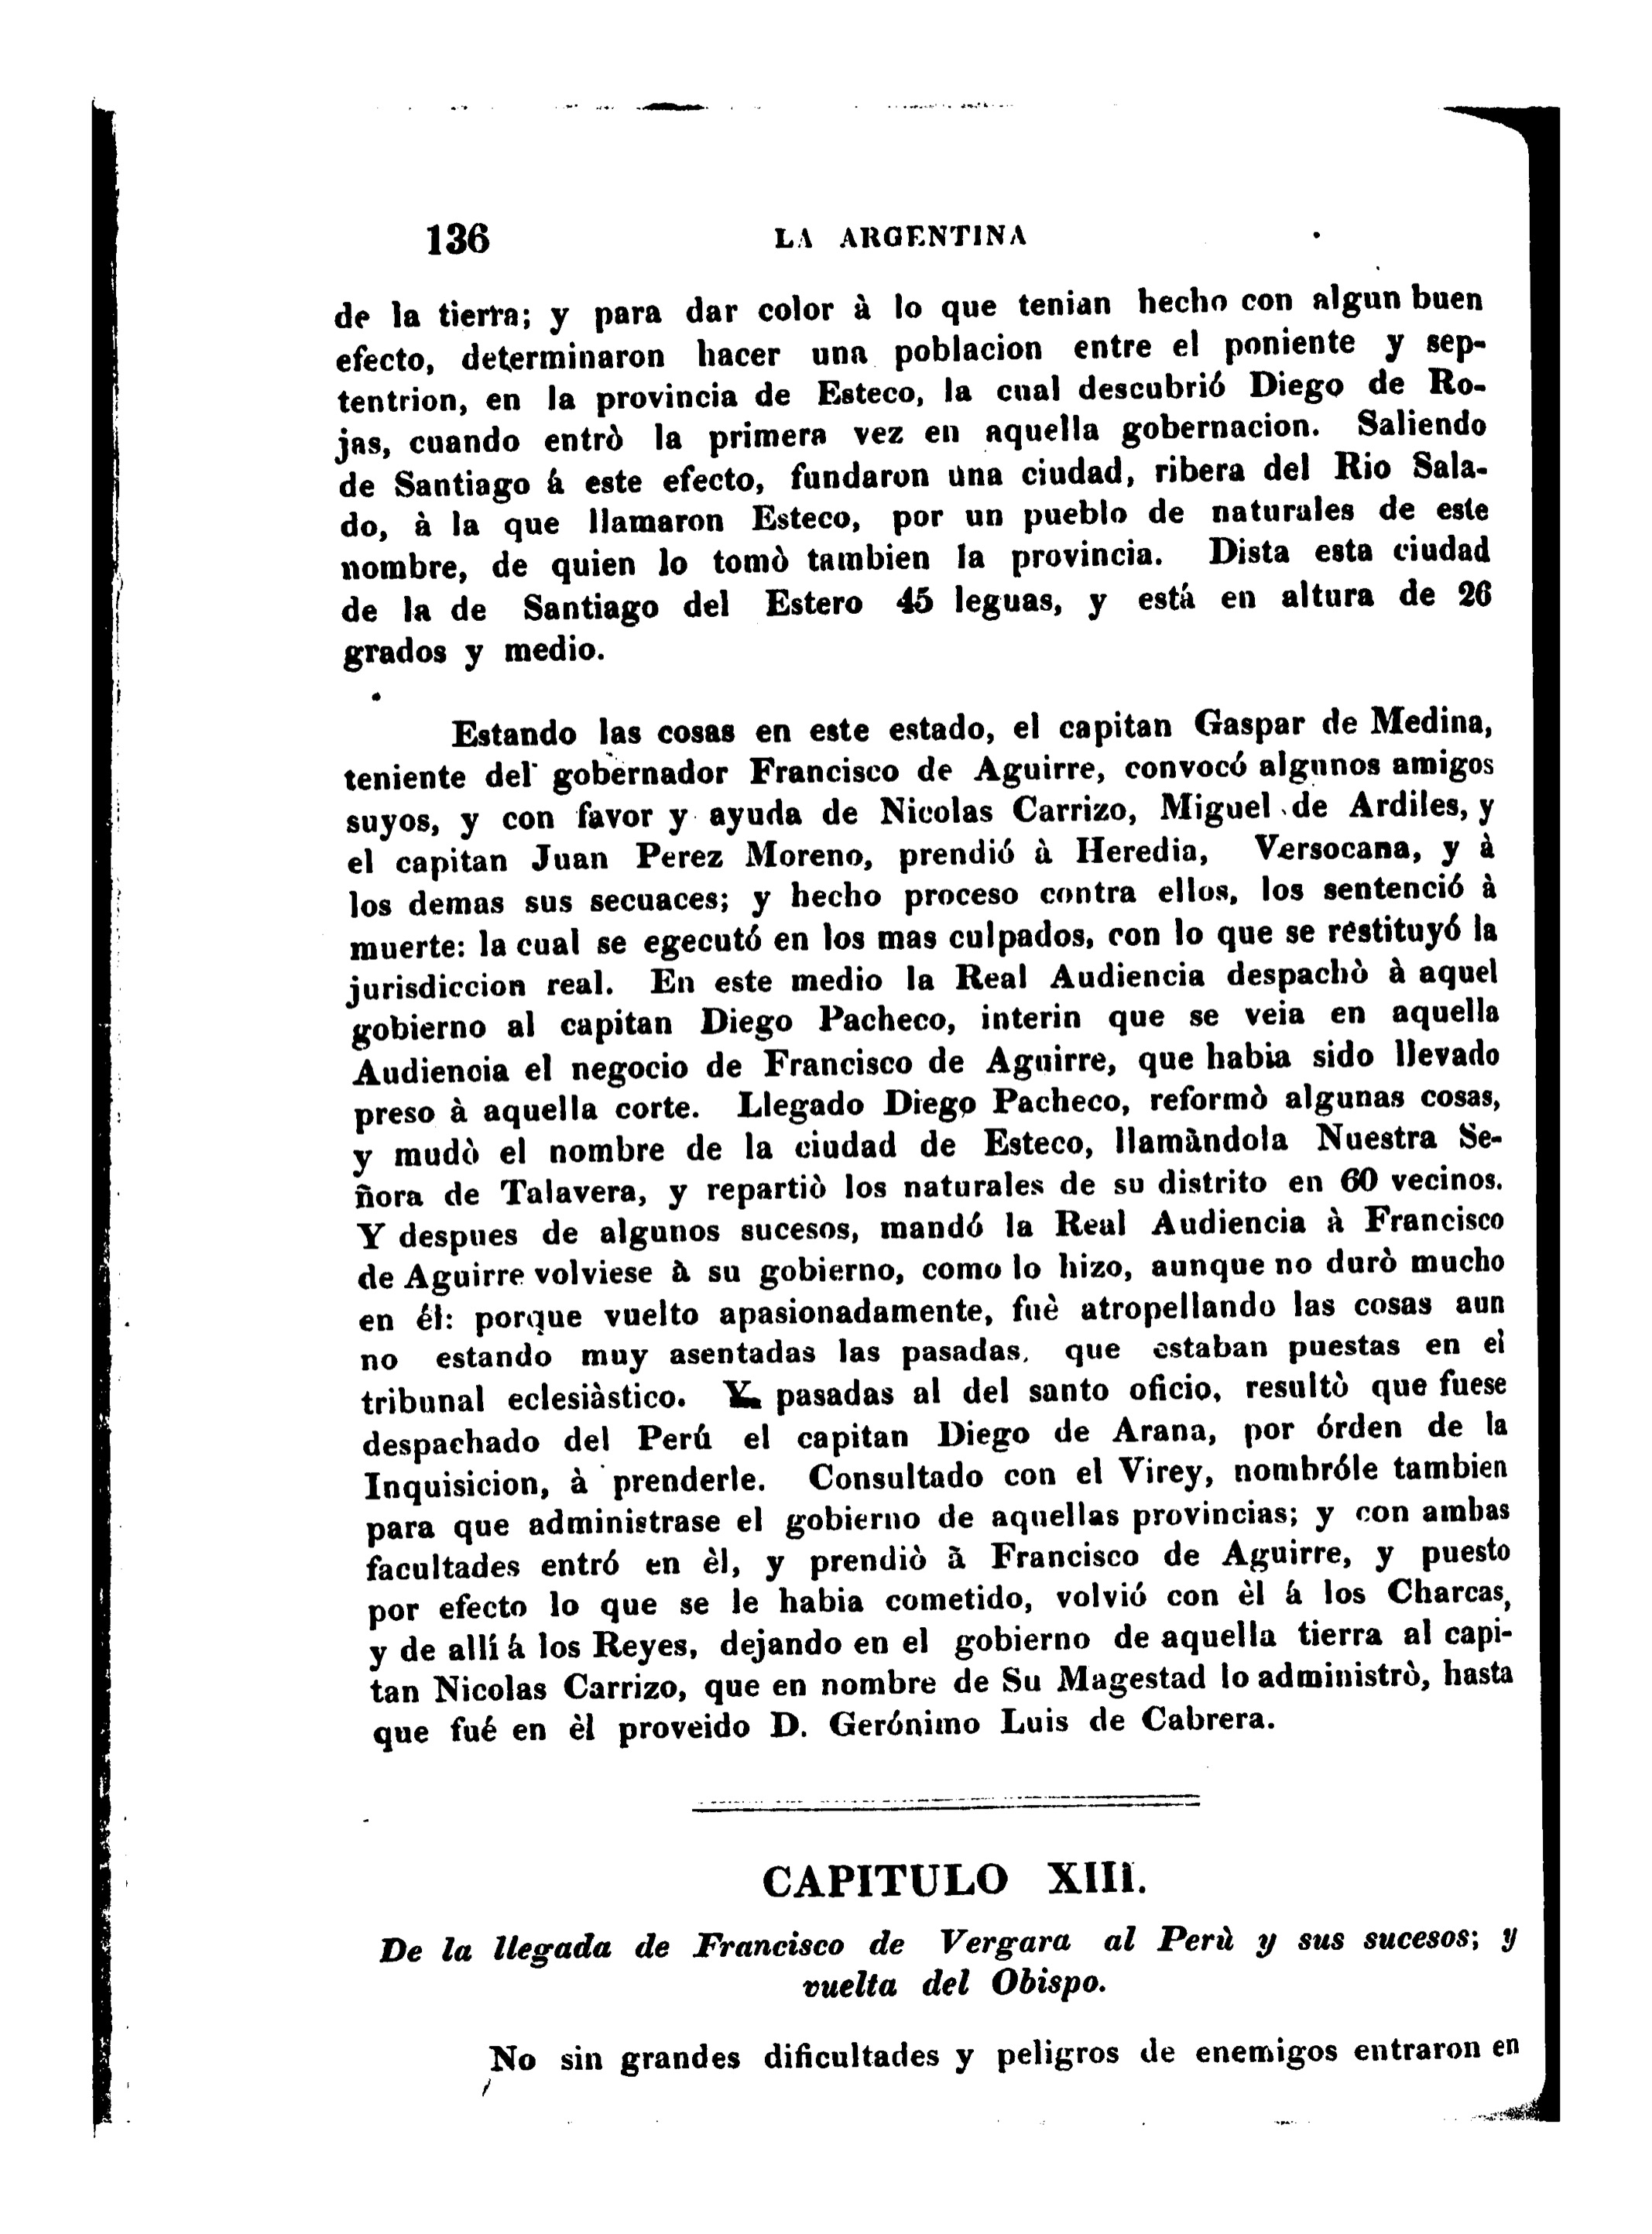 136 LA ARGENTINA
de la tierra; y para dar color à lo que tenian hecho con algun buen
efecto, determinaron hacer una poblacion entre el poniente y sep-
tentrion, en la provincia de Esteco, la cual descubrió Diego de Ro-
jas, cuando entrò la primera vez en aquella gobernacion. Saliendo
de Santiago á este efecto, fundaron una ciudad, ribera del Rio Sala-
do, à la que llamaron Esteco, por un pueblo de naturales de este
nombre, de quien lo tomò tambien la provincia. Dista esta ciudad
de la de Santiago del Estero 45 leguas, y está en altura de 26
grados y medio.
Estando las cosas en este estado, el capitan Gaspar de Medina,
teniente del gobernador Francisco de Aguirre, convocó algunos amigos
suyos, y con favor y ayuda de Nicolas Carrizo, Miguel de Ardiles, y
el capitan Juan Perez Moreno, prendió à Heredia, Versocana, y à
los demas sus secuaces; y hecho proceso contra ellos, los sentenció à
muerte: la cual se egecutó en los mas culpados, con lo que se restituyó la
jurisdiccion real. En este medio la Real Audiencia despachò à aquel
gobierno al capitan Diego Pacheco, interin que se veia en aquella
Audiencia el negocio de Francisco de Aguirre, que habia sido llevado
preso à aquella corte. Llegado Diego Pacheco, reformò algunas cosas,
y mudò el nombre de la ciudad de Esteco, llamàndola Nuestra Se-
ñora de Talavera, y repartiò los naturales de su distrito en 60 vecinos.
Y despues de algunos sucesos, mandó la Real Audiencia à Francisco
de Aguirre volviese à su gobierno, como lo hizo, aunque no durò mucho
en él: porque vuelto apasionadamente, fuè atropellando las cosas aun
no estando muy asentadas las pasadas, que estaban puestas en el
tribunal eclesiàstico. Y pasadas al del santo oficio, resultò que fuese
despachado del Perú el capitan Diego de Arana, por órden de la
Inquisicion, à prenderle. Consultado con el Virey, nombróle tambien
para que administrase el gobierno de aquellas provincias; y con ambas
facultades entró en èl, y prendiò à Francisco de Aguirre, y puesto
por efecto lo que se le habia cometido, volvió con èl á los Charcas,
y de allí á los Reyes, dejando en el gobierno de aquella tierra al capi-
tan Nicolas Carrizo, que en nombre de Su Magestad lo administrò, hasta
que fué en èl proveido D. Gerónimo Luis de Cabrera.
CAPITULO XIII.
De la llegada de Francisco de Vergara al Perù y sus sucesos; y
vuelta del Obispo.
No sin grandes dificultades y peligros de enemigos entraron en